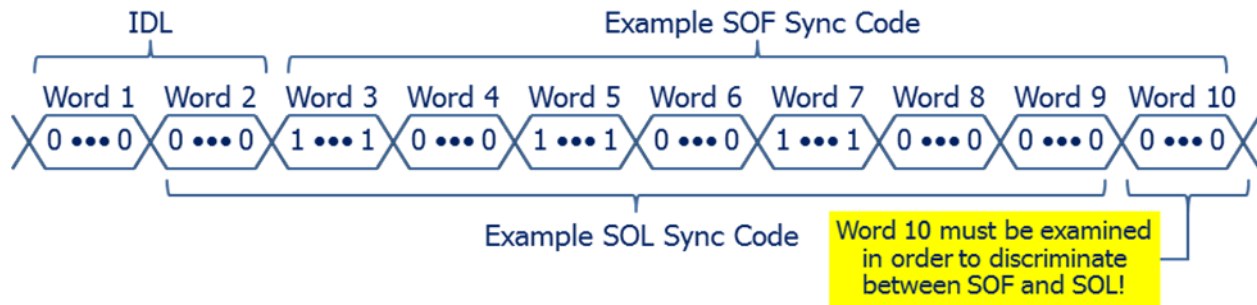 IDL
Example SOF Sync Code
Word 1 Word 2 Word 3 Word 4 Word 5 Word 6 Word 7 Word 8 Word 9 Word 10
0 ••• 0 0 ••• 0 1 ••• 1 0 ••• 0 1 ••• 1 0 ••• 0 1 ••• 1 0 ••• 0 0 ••• 0 0 ••• 0
Example SOL Sync Code
Word 10 must be examined
in order to discriminate
between SOF and SOL!